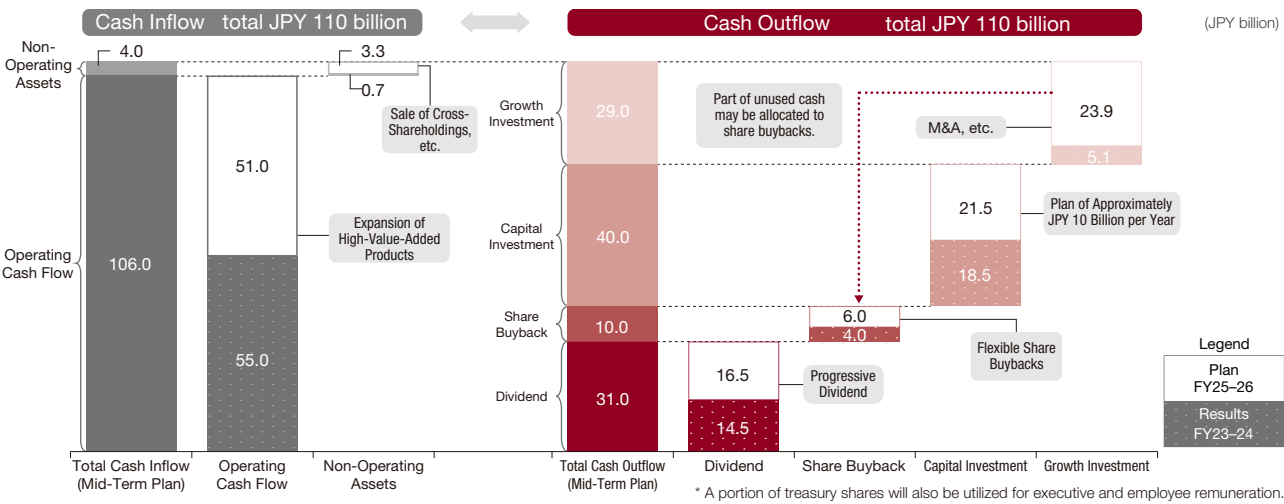 Cash Inflow total JPY 110 billion
Cash Outflow total JPY 110 billion
(JPY billion)
Non-
Operating
Assets
4.0
Operating
Cash Flow
106.0
51.0
55.0
3.3
0.7
Sale of Cross-
Shareholdings,
etc.
Expansion of
High-Value-Added
Products
Growth
Investment
29.0
Capital
Investment
40.0
Share
Buyback
10.0
Dividend
31.0
Part of unused cash
may be allocated to
share buybacks.
M&A, etc.
23.9
5.1
21.5
18.5
Plan of Approximately
JPY 10 Billion per Year
6.0
4.0
Flexible Share
Buybacks
16.5
14.5
Progressive
Dividend
Legend
Plan
FY25–26
Results
FY23–24
Total Cash Inflow
(Mid-Term Plan)
Operating
Cash Flow
Non-Operating
Assets
Total Cash Outflow
(Mid-Term Plan)
Dividend
Share Buyback
Capital Investment
Growth Investment
* A portion of treasury shares will also be utilized for executive and employee remuneration.